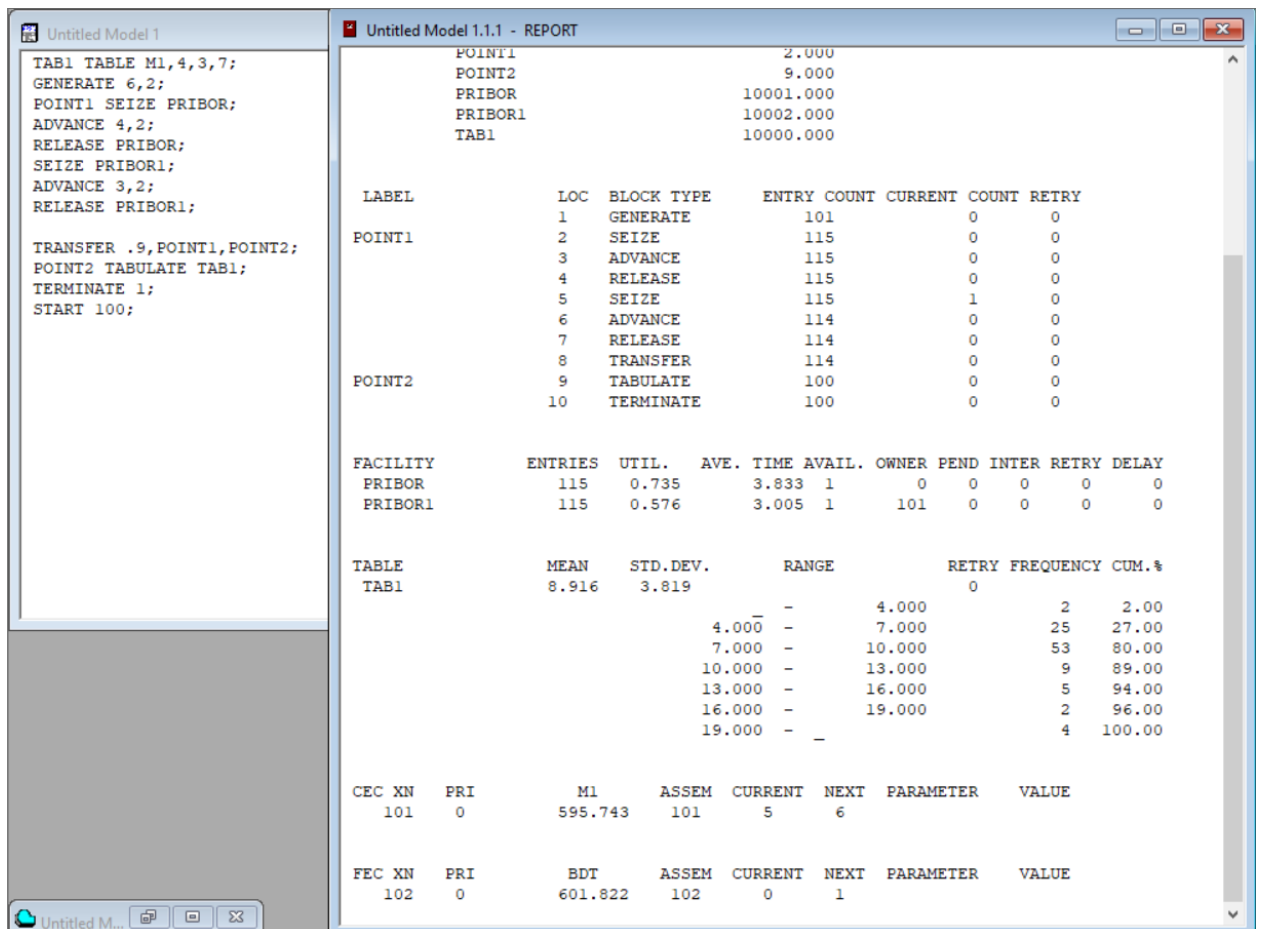 Untitled Model 1
TAB1 TABLE M1,4,3,7;
GENERATE 6,2;
POINT1 SEIZE PRIBOR;
ADVANCE 4,2;
RELEASE PRIBOR;
SEIZE PRIBOR1;
ADVANCE 3,2;
RELEASE PRIBOR1;
TRANSFER .9,POINT1,POINT2;
POINT2 TABULATE TAB1;
TERMINATE 1;
START 100;
Untitled Model 1.1.1 - REPORT
POINT1 2.000
POINT2 9.000
PRIBOR 10001.000
PRIBOR1 10002.000
TAB1 10000.000
LABEL LOC BLOCK TYPE ENTRY COUNT CURRENT COUNT RETRY
1 GENERATE 101 0 0
POINT1 2 SEIZE 115 0 0
3 ADVANCE 115 0 0
4 RELEASE 115 0 0
5 SEIZE 115 1 0
6 ADVANCE 114 0 0
7 RELEASE 114 0 0
8 TRANSFER 114 0 0
POINT2 9 TABULATE 100 0 0
10 TERMINATE 100 0 0
FACILITY ENTRIES UTIL. AVE. TIME AVAIL. OWNER PEND INTER RETRY DELAY
PRIBOR 115 0.735 3.833 1 0 0 0 0 0
PRIBOR1 115 0.576 3.005 1 101 0 0 0 0
TABLE MEAN STD.DEV. RANGE RETRY FREQUENCY CUM.%
TAB1 8.916 3.819 0
_ - 4.000 2 2.00
4.000 - 7.000 25 27.00
7.000 - 10.000 53 80.00
10.000 - 13.000 9 89.00
13.000 - 16.000 5 94.00
16.000 - 19.000 2 96.00
19.000 - _ 4 100.00
CEC XN PRI M1 ASSEM CURRENT NEXT PARAMETER VALUE
101 0 595.743 101 5 6
FEC XN PRI BDT ASSEM CURRENT NEXT PARAMETER VALUE
102 0 601.822 102 0 1
Untitled M...